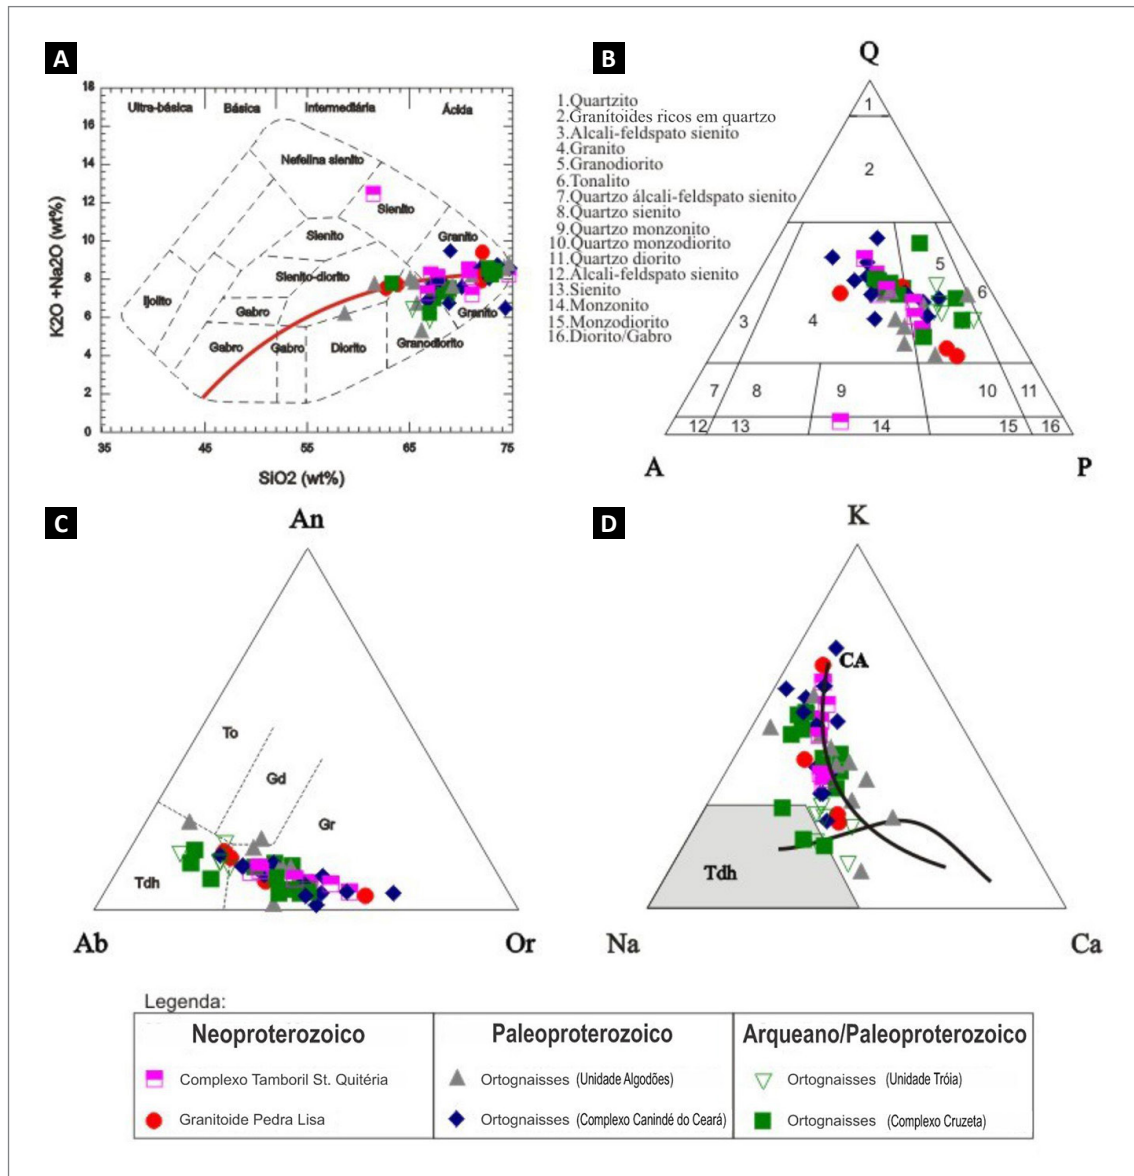 A
18
16
14
12
10
8
6
4
2
0
35
45
55
65
75
K2O +Na2O (wt%)
SiO2 (wt%)
Ultra-básica
Básica
Intermediária
Ácida
Nefelina sienito
Sienito
Sienito
Granito
Sienito-diorito
Ijolito
Gabro
Granito
Gabro
Gabro
Diorito
Granodiorito
B
Q
1.Quartzito
2.Granitoides ricos em quartzo
3.Alcali-feldspato sienito
4.Granito
5.Granodiorito
6.Tonalito
7.Quartzo álcali-feldspato sienito
8.Quartzo sienito
9.Quartzo monzonito
10.Quartzo monzodiorito
11.Quartzo diorito
12.Alcali-feldspato sienito
13.Sienito
14.Monzonito
15.Monzodiorito
16.Diorito/Gabro
1
2
3
4
5
6
7
8
9
10
11
12
13
14
15
16
A
P
C
An
To
Gd
Gr
Tdh
Ab
Or
D
K
CA
Tdh
Na
Ca
Legenda:
Neoproterozoico
Complexo Tamboril St. Quitéria
Granitoide Pedra Lisa
Paleoproterozoico
Ortognaisses (Unidade Algodões)
Ortognaisses (Complexo Canindé do Ceará)
Arqueano/Paleoproterozoico
Ortognaisses (Unidade Tróia)
Ortognaisses (Complexo Cruzeta)